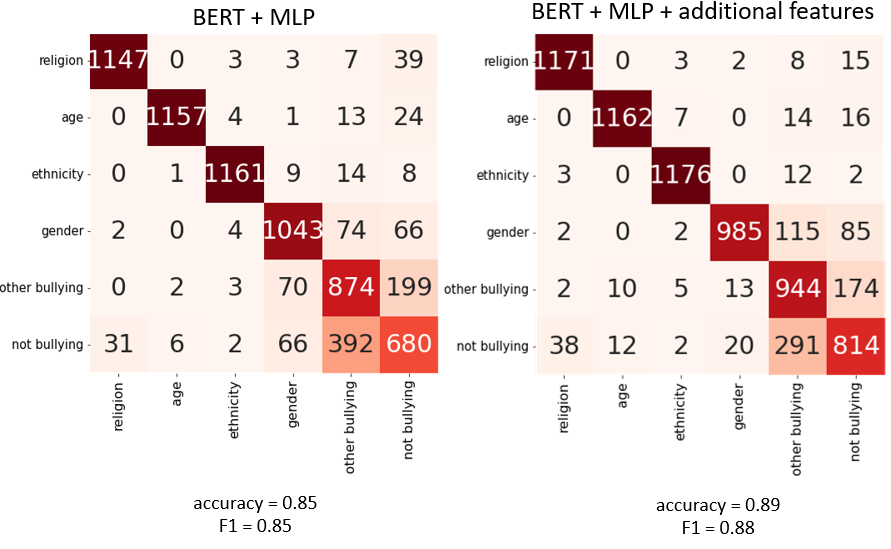 BERT + MLP
religion 1147 0 3 3 7 39
age 0 1157 4 1 13 24
ethnicity 0 1 1161 9 14 8
gender 2 0 4 1043 74 66
other bullying 0 2 3 70 874 199
not bullying 31 6 2 66 392 680
religion age ethnicity gender other bullying not bullying
accuracy = 0.85
F1 = 0.85
BERT + MLP + additional features
religion 1171 0 3 2 8 15
age 0 1162 7 0 14 16
ethnicity 3 0 1176 0 12 2
gender 2 0 2 985 115 85
other bullying 2 10 5 13 944 174
not bullying 38 12 2 20 291 814
religion age ethnicity gender other bullying not bullying
accuracy = 0.89
F1 = 0.88